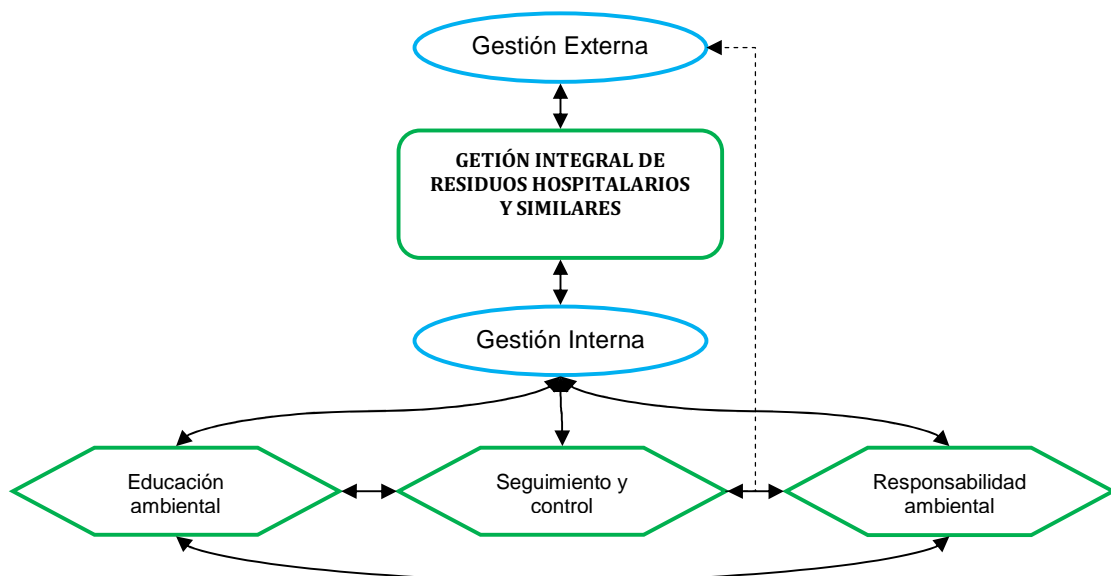 Gestión Externa
GETIÓN INTEGRAL DE
RESIDUOS HOSPITALARIOS
Y SIMILARES
Gestión Interna
Educación
ambiental
Seguimiento y
control
Responsabilidad
ambiental